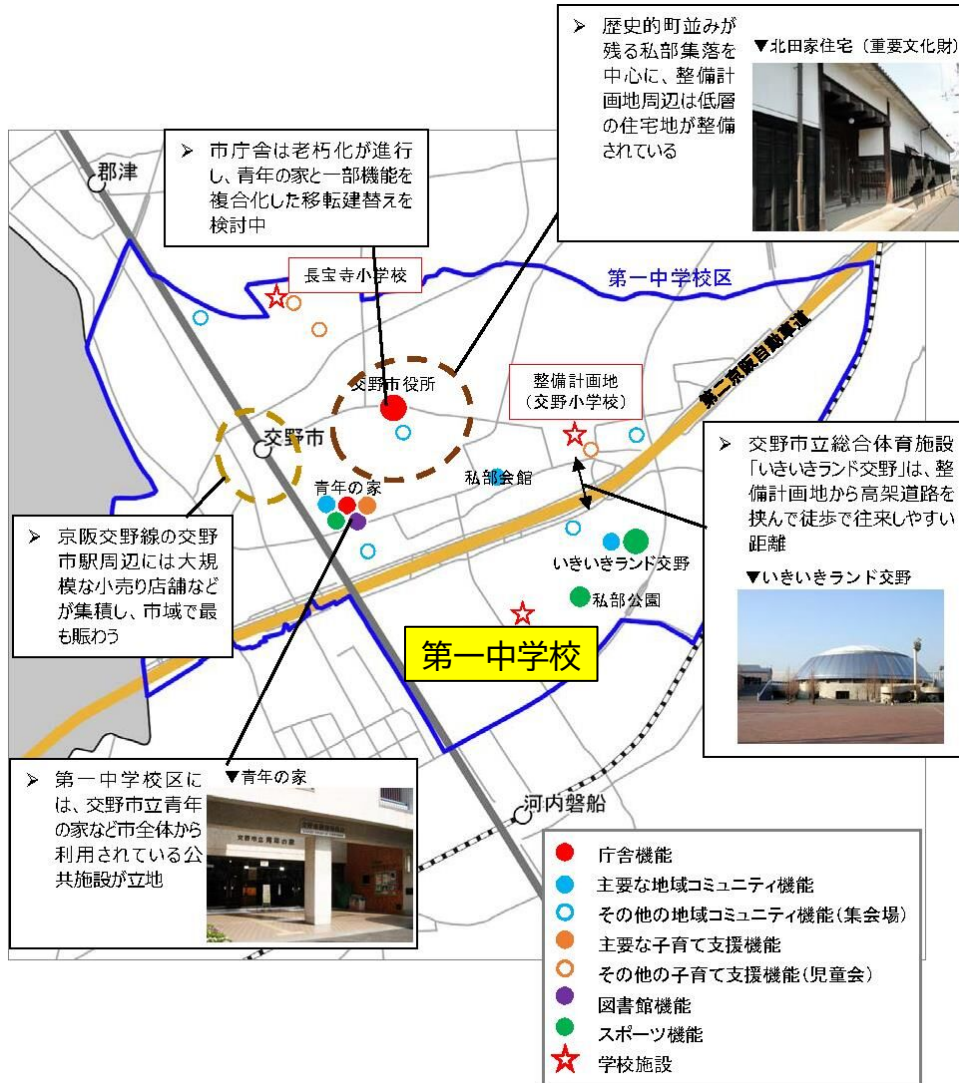 ➢ 歴史的町並みが
残る私部集落を
中心に、整備計
画地周辺は低層
の住宅地が整備
されている
▼北田家住宅（重要文化財）
➢ 市庁舎は老朽化が進行
し、青年の家と一部機能を
複合化した移転建替えを
検討中
郡津
長宝寺小学校
第一中学校区
第二京阪自動車道
交野市役所
整備計画地
（交野小学校）
交野市
私部会館
青年の家
いきいきランド交野
私部公園
第一中学校
河内磐船
➢ 交野市立総合体育施設
「いきいきランド交野」は、整
備計画地から高架道路を
挟んで徒歩で往来しやすい
距離
▼いきいきランド交野
➢ 京阪交野線の交野
市駅周辺には大規
模な小売り店舗など
が集積し、市域で最
も賑わう
➢ 第一中学校区に
は、交野市立青年
の家など市全体から
利用されている公
共施設が立地
▼青年の家
交野市立青年の家
庁舎機能
主要な地域コミュニティ機能
その他の地域コミュニティ機能(集会場)
主要な子育て支援機能
その他の子育て支援機能(児童会)
図書館機能
スポーツ機能
学校施設